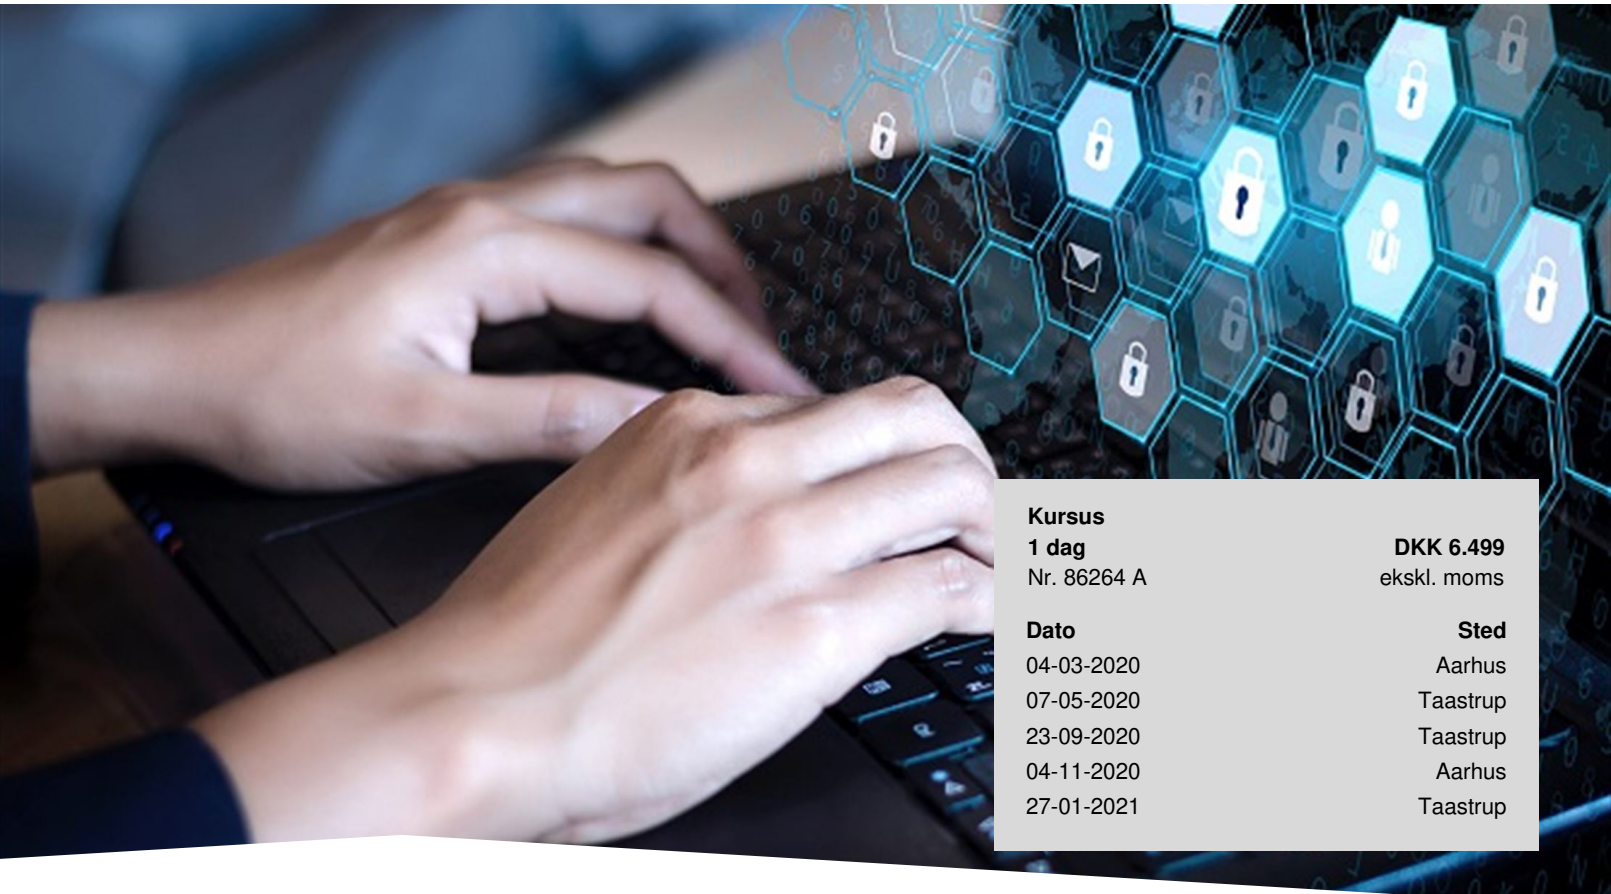 Kursus
1 dag DKK 6.499
Nr. 86264 A ekskl. moms
Dato Sted
04-03-2020 Aarhus
07-05-2020 Taastrup
23-09-2020 Taastrup
04-11-2020 Aarhus
27-01-2021 Taastrup